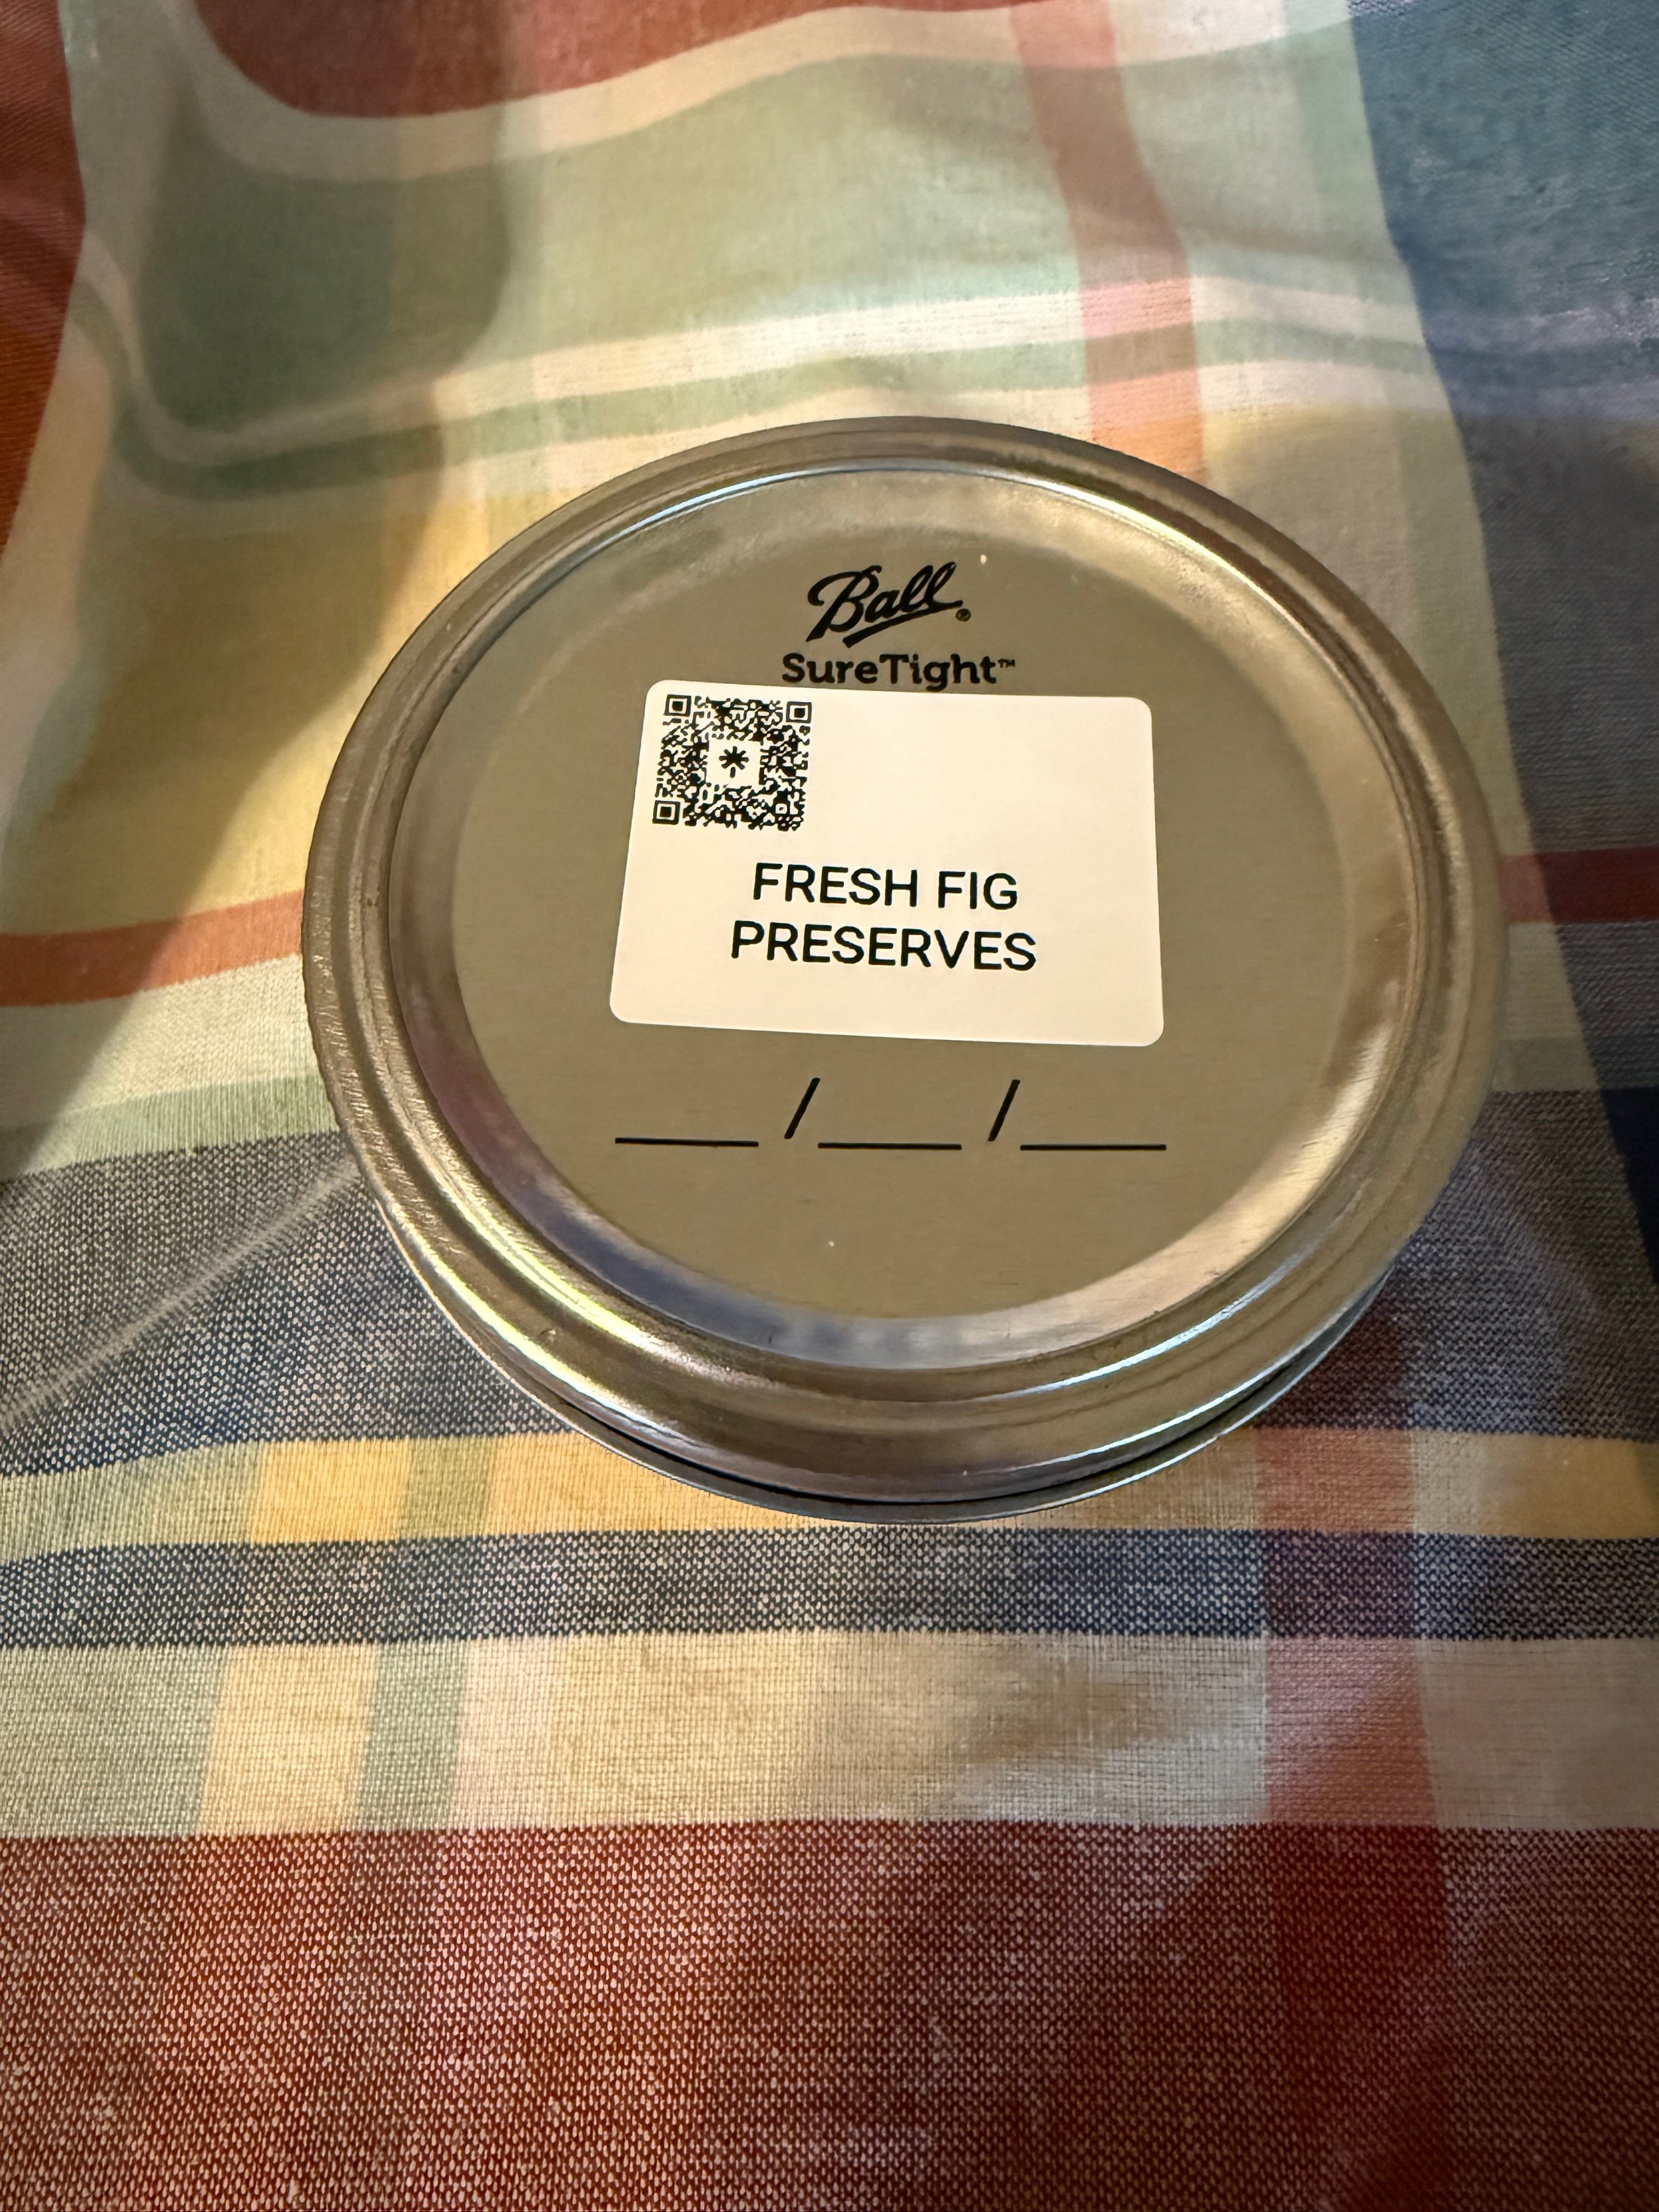 Ball®
SureTight™
FRESH FIG
PRESERVES
___ / ___ / ___